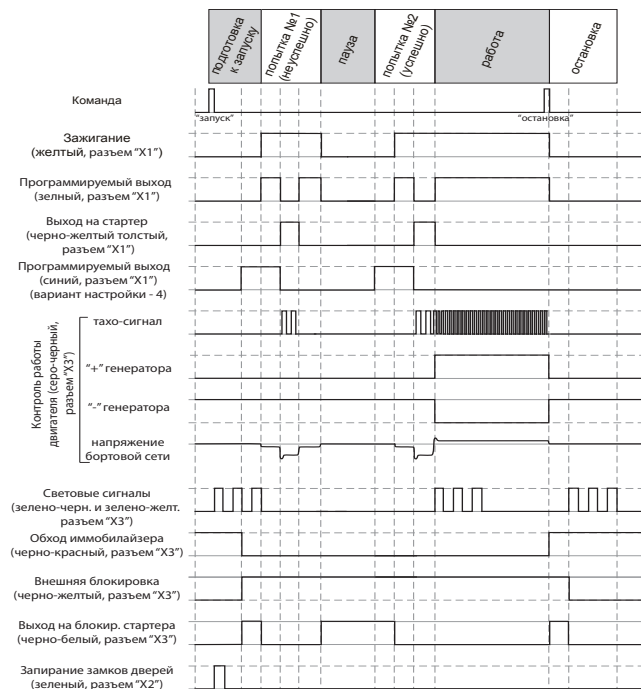 подготовка
к запуску
попытка №1
(неуспешно)
пауза
попытка №2
(успешно)
работа
остановка
Команда
"запуск"
"остановка"
Зажигание
(желтый, разъем "X1")
Программируемый выход
(зелный, разъем "X1")
Выход на стартер
(черно-желтый толстый,
разъем "X1")
Программируемый выход
(синий, разъем "X1")
(вариант настройки - 4)
Контроль работы
двигателя (серо-черный,
разъем "X3")
тахо-сигнал
"+" генератора
"-" генератора
напряжение
бортовой сети
Световые сигналы
(зелено-черн. и зелено-желт.
разъем "X3")
Обход иммобилайзера
(черно-красный, разъем "X3")
Внешняя блокировка
(черно-желтый, разъем "X3")
Выход на блокир. стартера
(черно-белый, разъем "X3")
Запирание замков дверей
(зеленый, разъем "X2")